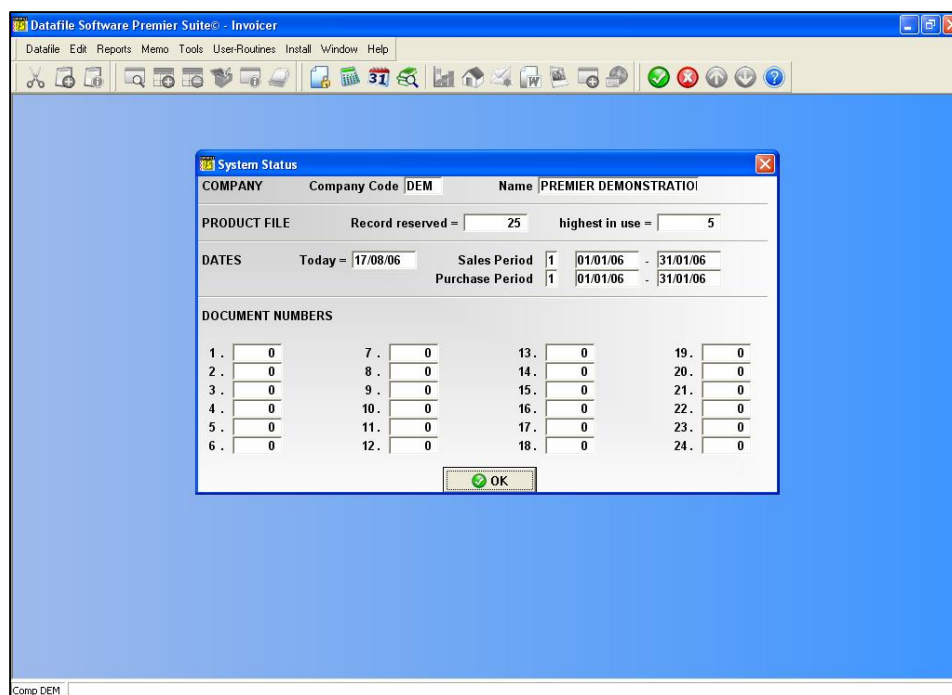 Datafile Software Premier Suite© - Invoicer
Datafile Edit Reports Memo Tools User-Routines Install Window Help
31
System Status
COMPANY Company Code DEM Name PREMIER DEMONSTRATIO
PRODUCT FILE Record reserved = 25 highest in use = 5
DATES Today = 17/08/06 Sales Period 1 01/01/06 - 31/01/06
Purchase Period 1 01/01/06 - 31/01/06
DOCUMENT NUMBERS
1 . 0 7 . 0 13 . 0 19 . 0
2 . 0 8 . 0 14 . 0 20 . 0
3 . 0 9 . 0 15 . 0 21 . 0
4 . 0 10 . 0 16 . 0 22 . 0
5 . 0 11 . 0 17 . 0 23 . 0
6 . 0 12 . 0 18 . 0 24 . 0
OK
Comp DEM